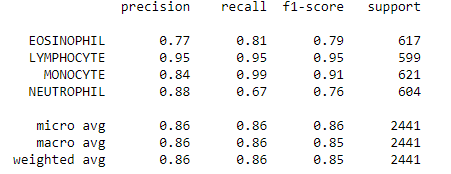 precision recall f1-score support
EOSINOPHIL 0.77 0.81 0.79 617
LYMPHOCYTE 0.95 0.95 0.95 599
MONOCYTE 0.84 0.99 0.91 621
NEUTROPHIL 0.88 0.67 0.76 604
micro avg 0.86 0.86 0.86 2441
macro avg 0.86 0.86 0.85 2441
weighted avg 0.86 0.86 0.85 2441